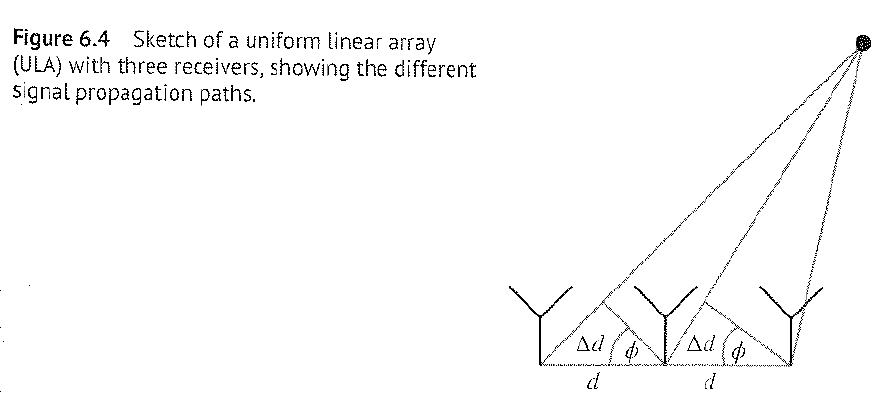 Figure 6.4 Sketch of a uniform linear array
(ULA) with three receivers, showing the different
signal propagation paths.
Δd ϕ Δd ϕ
d d